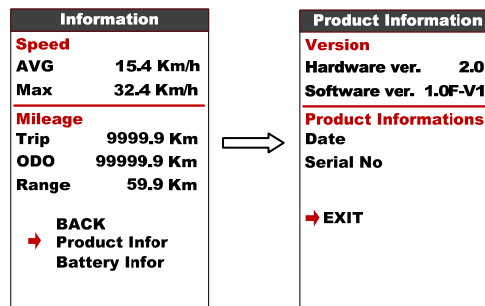 Information
Speed
AVG 15.4 Km/h
Max 32.4 Km/h
Mileage
Trip 9999.9 Km
ODO 99999.9 Km
Range 59.9 Km
BACK
Product Infor
Battery Infor
Product Information
Version
Hardware ver. 2.0
Software ver. 1.0F-V1
Product Informations
Date
Serial No
EXIT